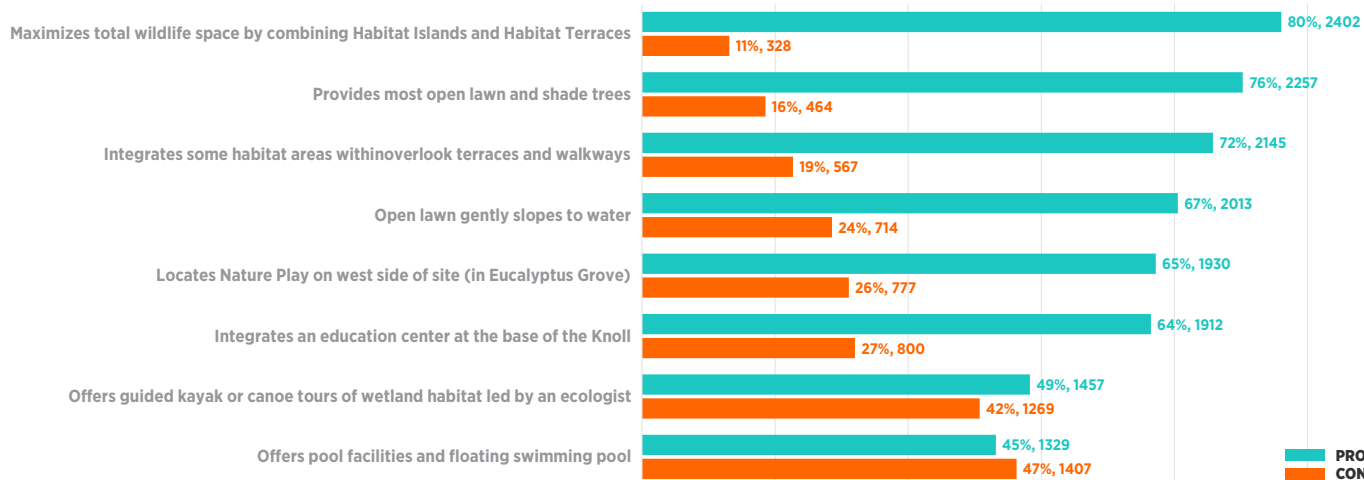 Maximizes total wildlife space by combining Habitat Islands and Habitat Terraces
80%, 2402
11%, 328
Provides most open lawn and shade trees
76%, 2257
16%, 464
Integrates some habitat areas withinoverlook terraces and walkways
72%, 2145
19%, 567
Open lawn gently slopes to water
67%, 2013
24%, 714
Locates Nature Play on west side of site (in Eucalyptus Grove)
65%, 1930
26%, 777
Integrates an education center at the base of the Knoll
64%, 1912
27%, 800
Offers guided kayak or canoe tours of wetland habitat led by an ecologist
49%, 1457
42%, 1269
Offers pool facilities and floating swimming pool
45%, 1329
47%, 1407
PRO
CON